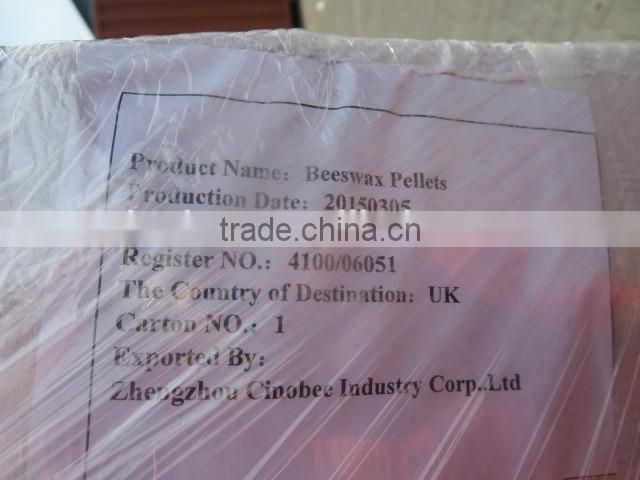 Product Name: Beeswax Pellets
Production Date: 20150305
trade.china.cn
Register NO.: 4100/06051
The Country of Destination: UK
Carton NO.: 1
Exported By:
Zhengzhou Cinobee Industry Corp.,Ltd